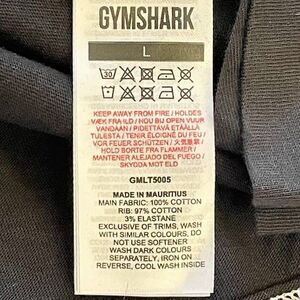 GYMSHARK
L
30
KEEP AWAY FROM FIRE / HOLDES
VÆK FRA ILD / HOU BIJ OPEN VUUR
VANDAAN / PIDETTÄVÄ ETÄÄLLÄ
TULESTA / TENIR ÉLOIGNÉ DU FEU /
VOR FEUER SCHÜTZEN / 火気厳禁 /
HOLD BORTE FRA FLAMMER /
MANTENER ALEJADO DEL FUEGO /
SKYDDA MOT ELD
GMLT5005
MADE IN MAURITIUS
MAIN FABRIC: 100% COTTON
RIB: 97% COTTON
3% ELASTANE
EXCLUSIVE OF TRIMS, WASH
WITH SIMILAR COLOURS, DO
NOT USE SOFTENER
WASH DARK COLOURS
SEPARATELY, IRON ON
REVERSE, COOL WASH INSIDE